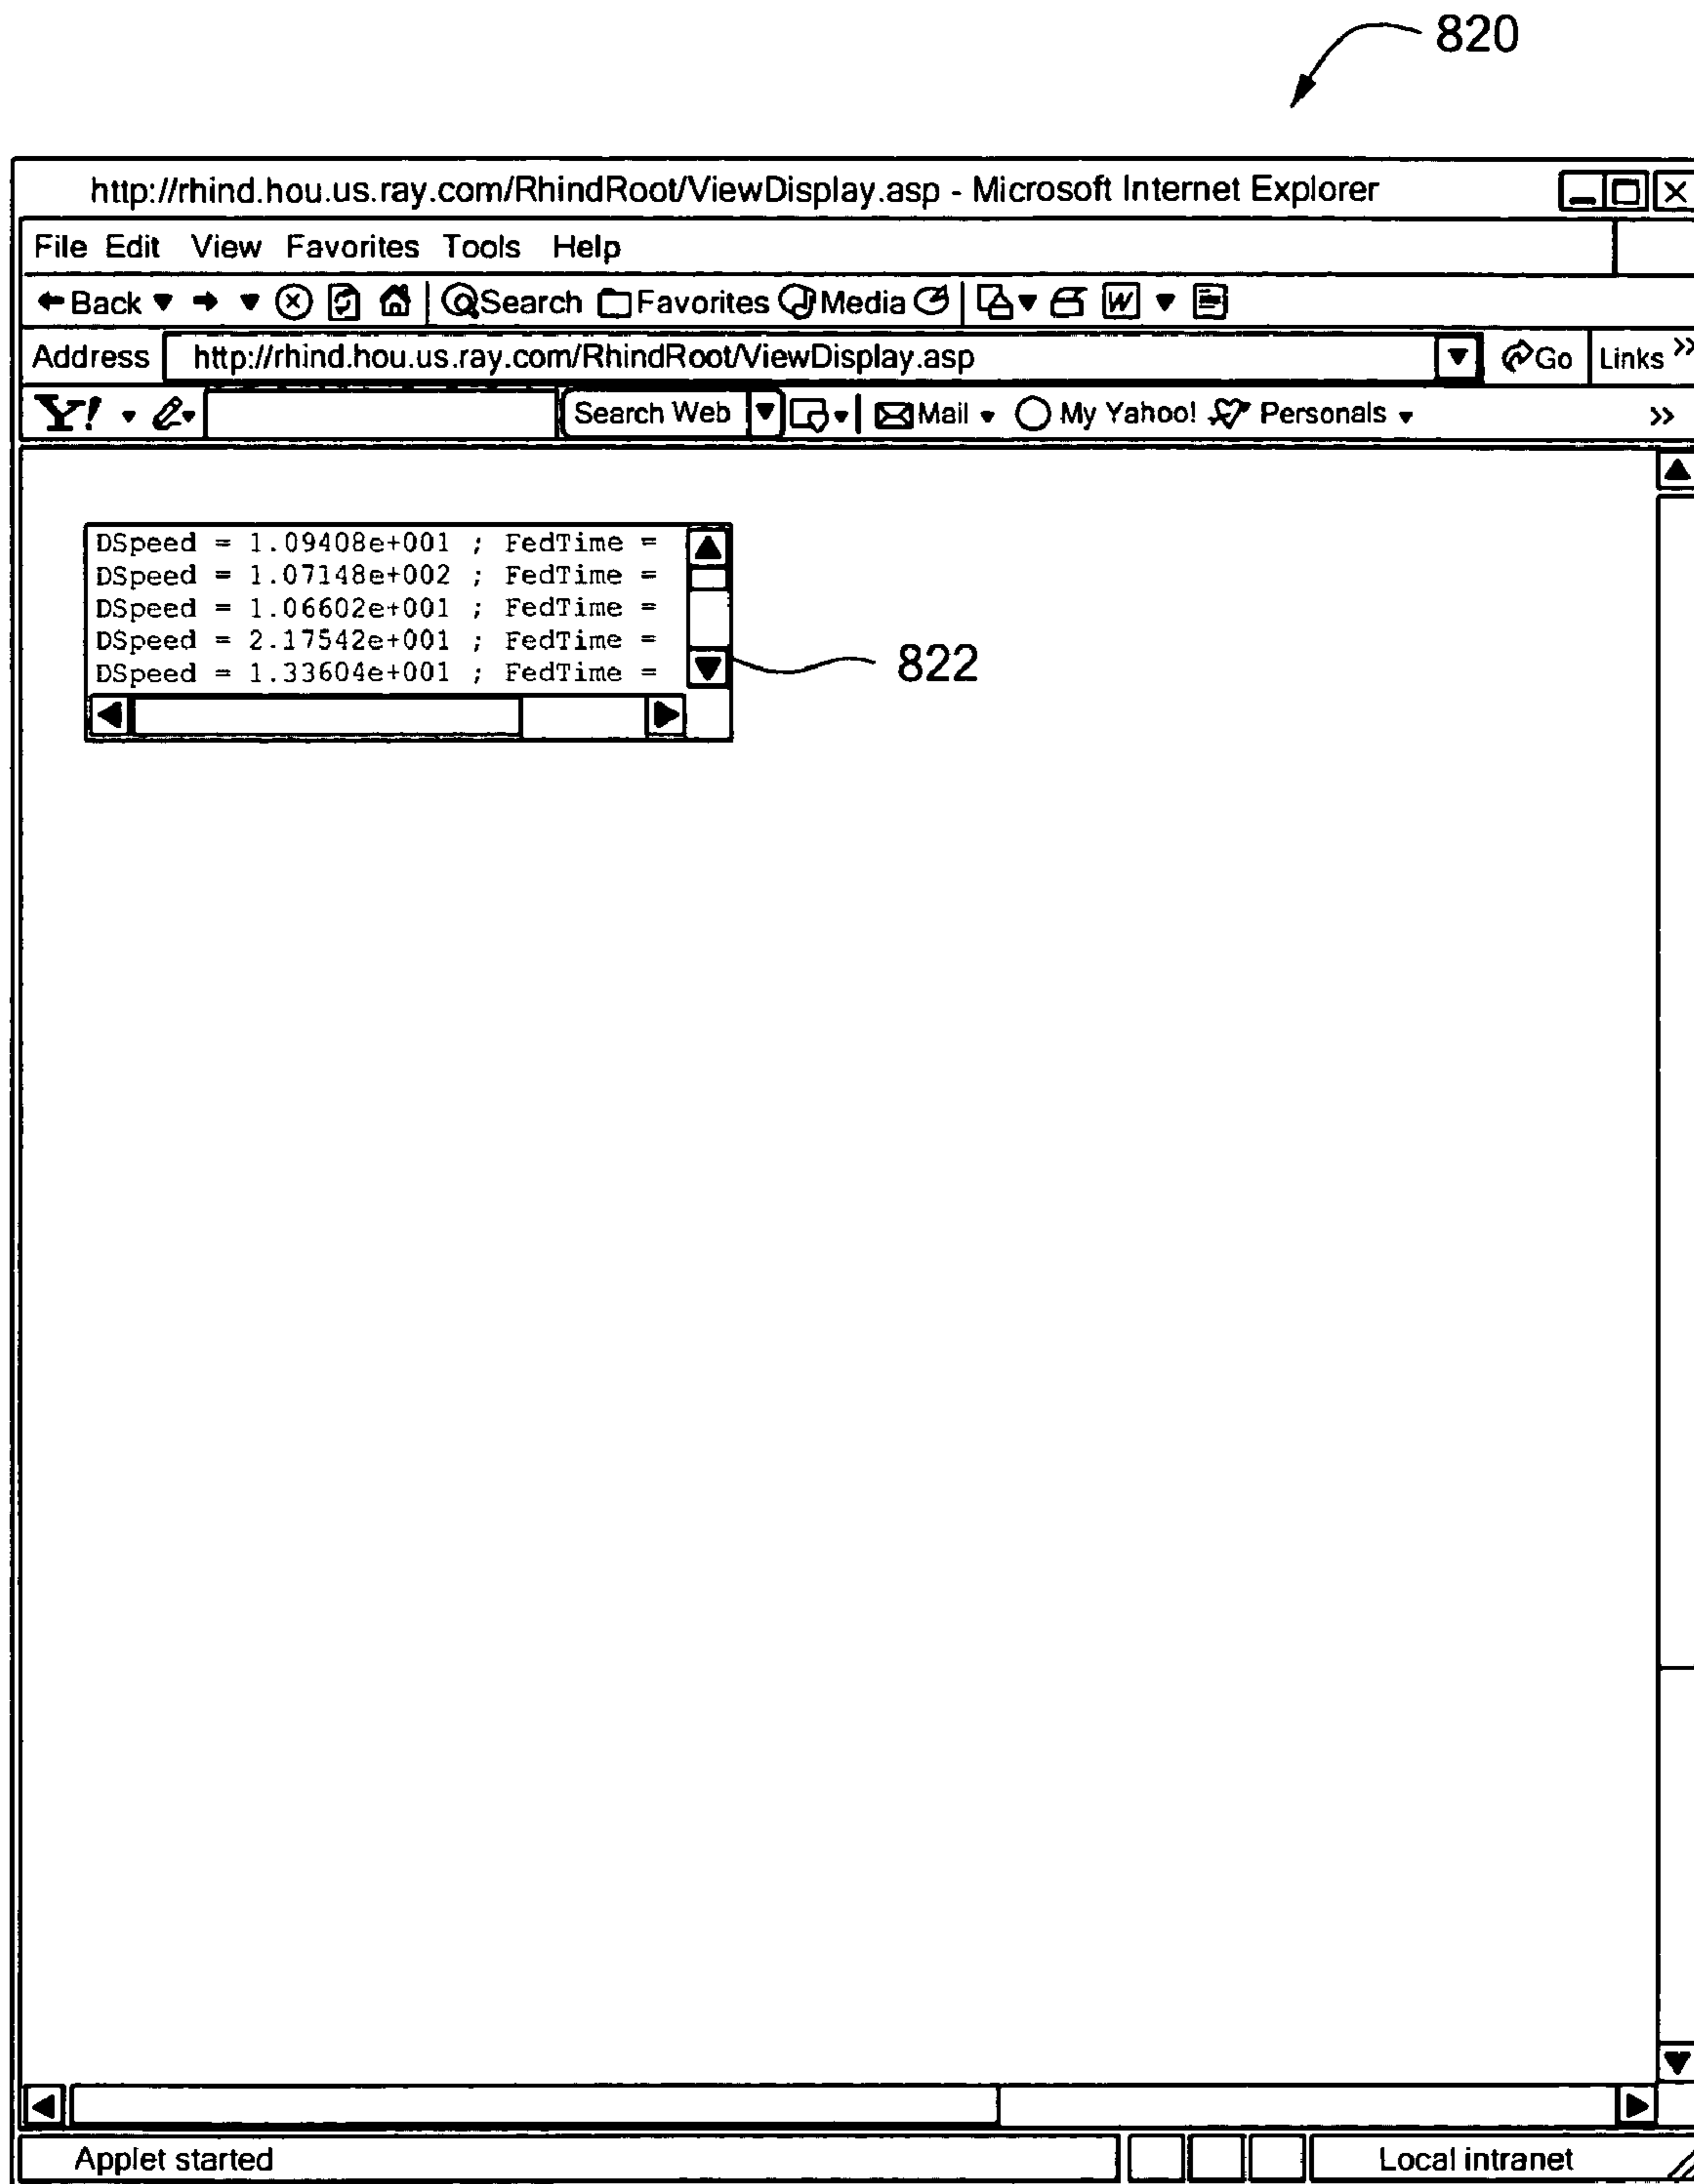 820
http://rhind.hou.us.ray.com/RhindRoot/ViewDisplay.asp - Microsoft Internet Explorer
File Edit View Favorites Tools Help
Back Search Favorites Media W
Address http://rhind.hou.us.ray.com/RhindRoot/ViewDisplay.asp Go Links »
Y! Search Web Mail My Yahoo! Personals »
DSpeed = 1.09408e+001 ; FedTime =
DSpeed = 1.07148e+002 ; FedTime =
DSpeed = 1.06602e+001 ; FedTime =
DSpeed = 2.17542e+001 ; FedTime =
DSpeed = 1.33604e+001 ; FedTime =
822
Applet started Local intranet